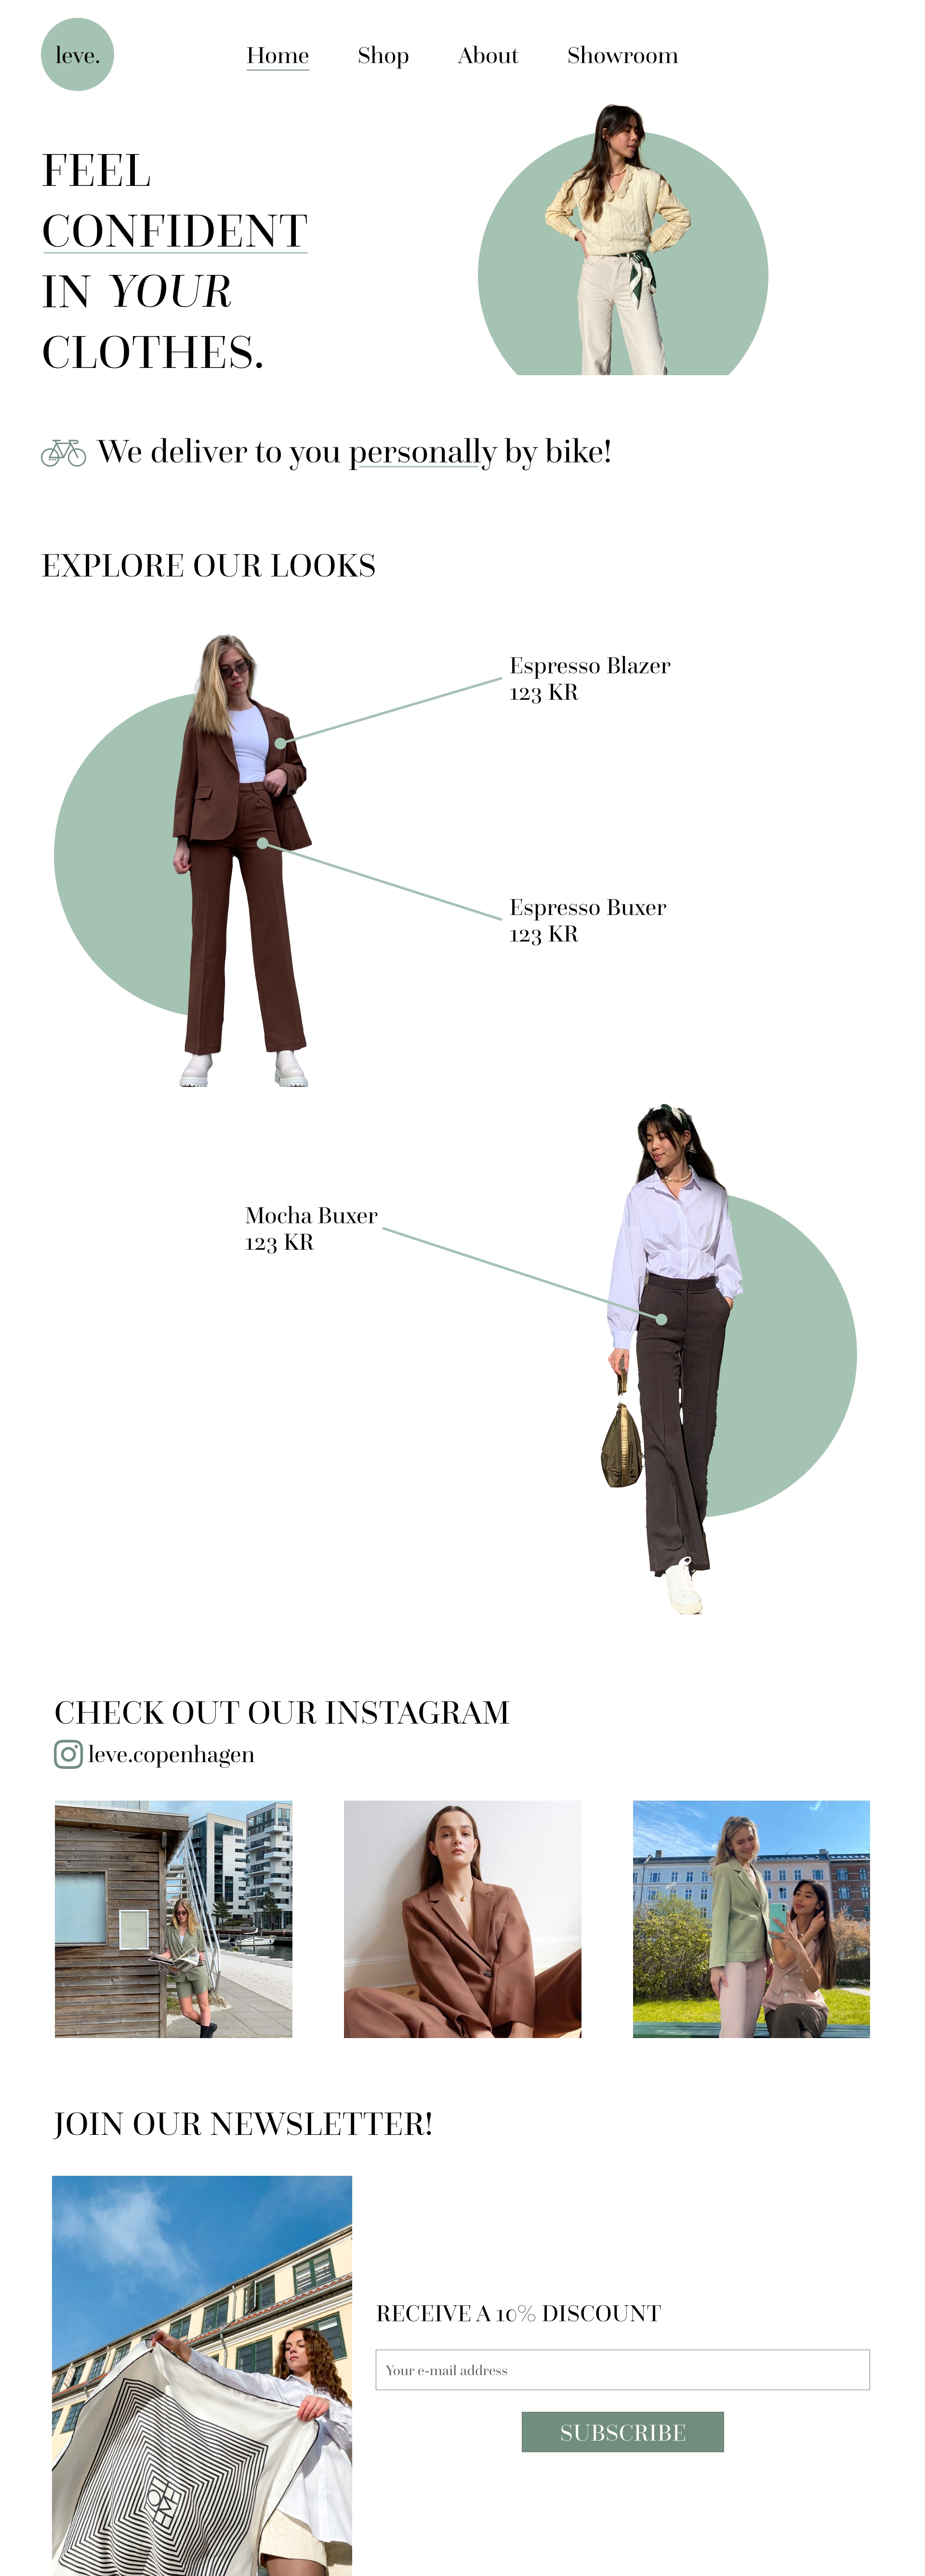 leve.
Home
Shop
About
Showroom
FEEL
CONFIDENT
IN YOUR
CLOTHES.
We deliver to you personally by bike!
EXPLORE OUR LOOKS
Espresso Blazer
123 KR
Espresso Buxer
123 KR
Mocha Buxer
123 KR
CHECK OUT OUR INSTAGRAM
leve.copenhagen
JOIN OUR NEWSLETTER!
RECEIVE A 10% DISCOUNT
Your e-mail address
SUBSCRIBE